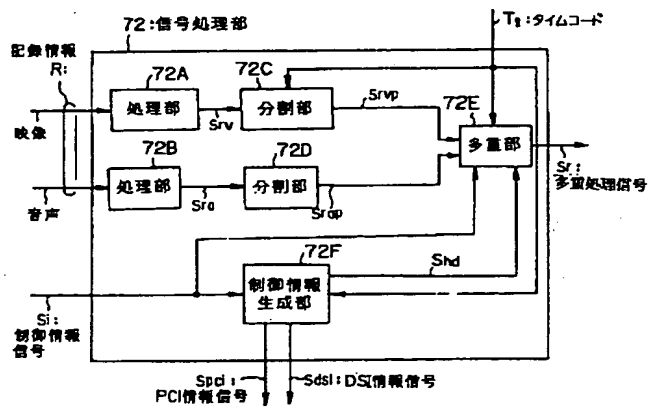 72:信号処理部
Tt:タイムコード
記録情報
R:
72A
処理部
72C
分割部
Srv
Srvp
72E
多重部
映像
72B
処理部
72D
分割部
Sra
Srap
音声
Sr:
多重処理信号
72F
制御情報
生成部
Shd
Si:
制御情報
信号
Spci:
PCI情報信号
Sdsi:DSI情報信号